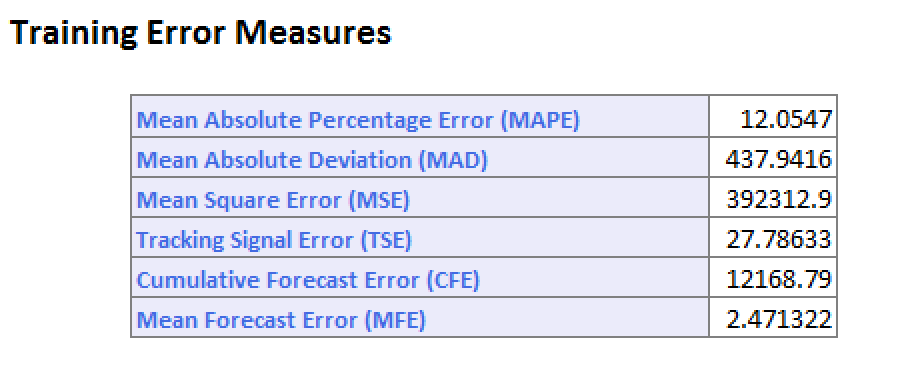 Training Error Measures
Mean Absolute Percentage Error (MAPE) 12.0547
Mean Absolute Deviation (MAD) 437.9416
Mean Square Error (MSE) 392312.9
Tracking Signal Error (TSE) 27.78633
Cumulative Forecast Error (CFE) 12168.79
Mean Forecast Error (MFE) 2.471322